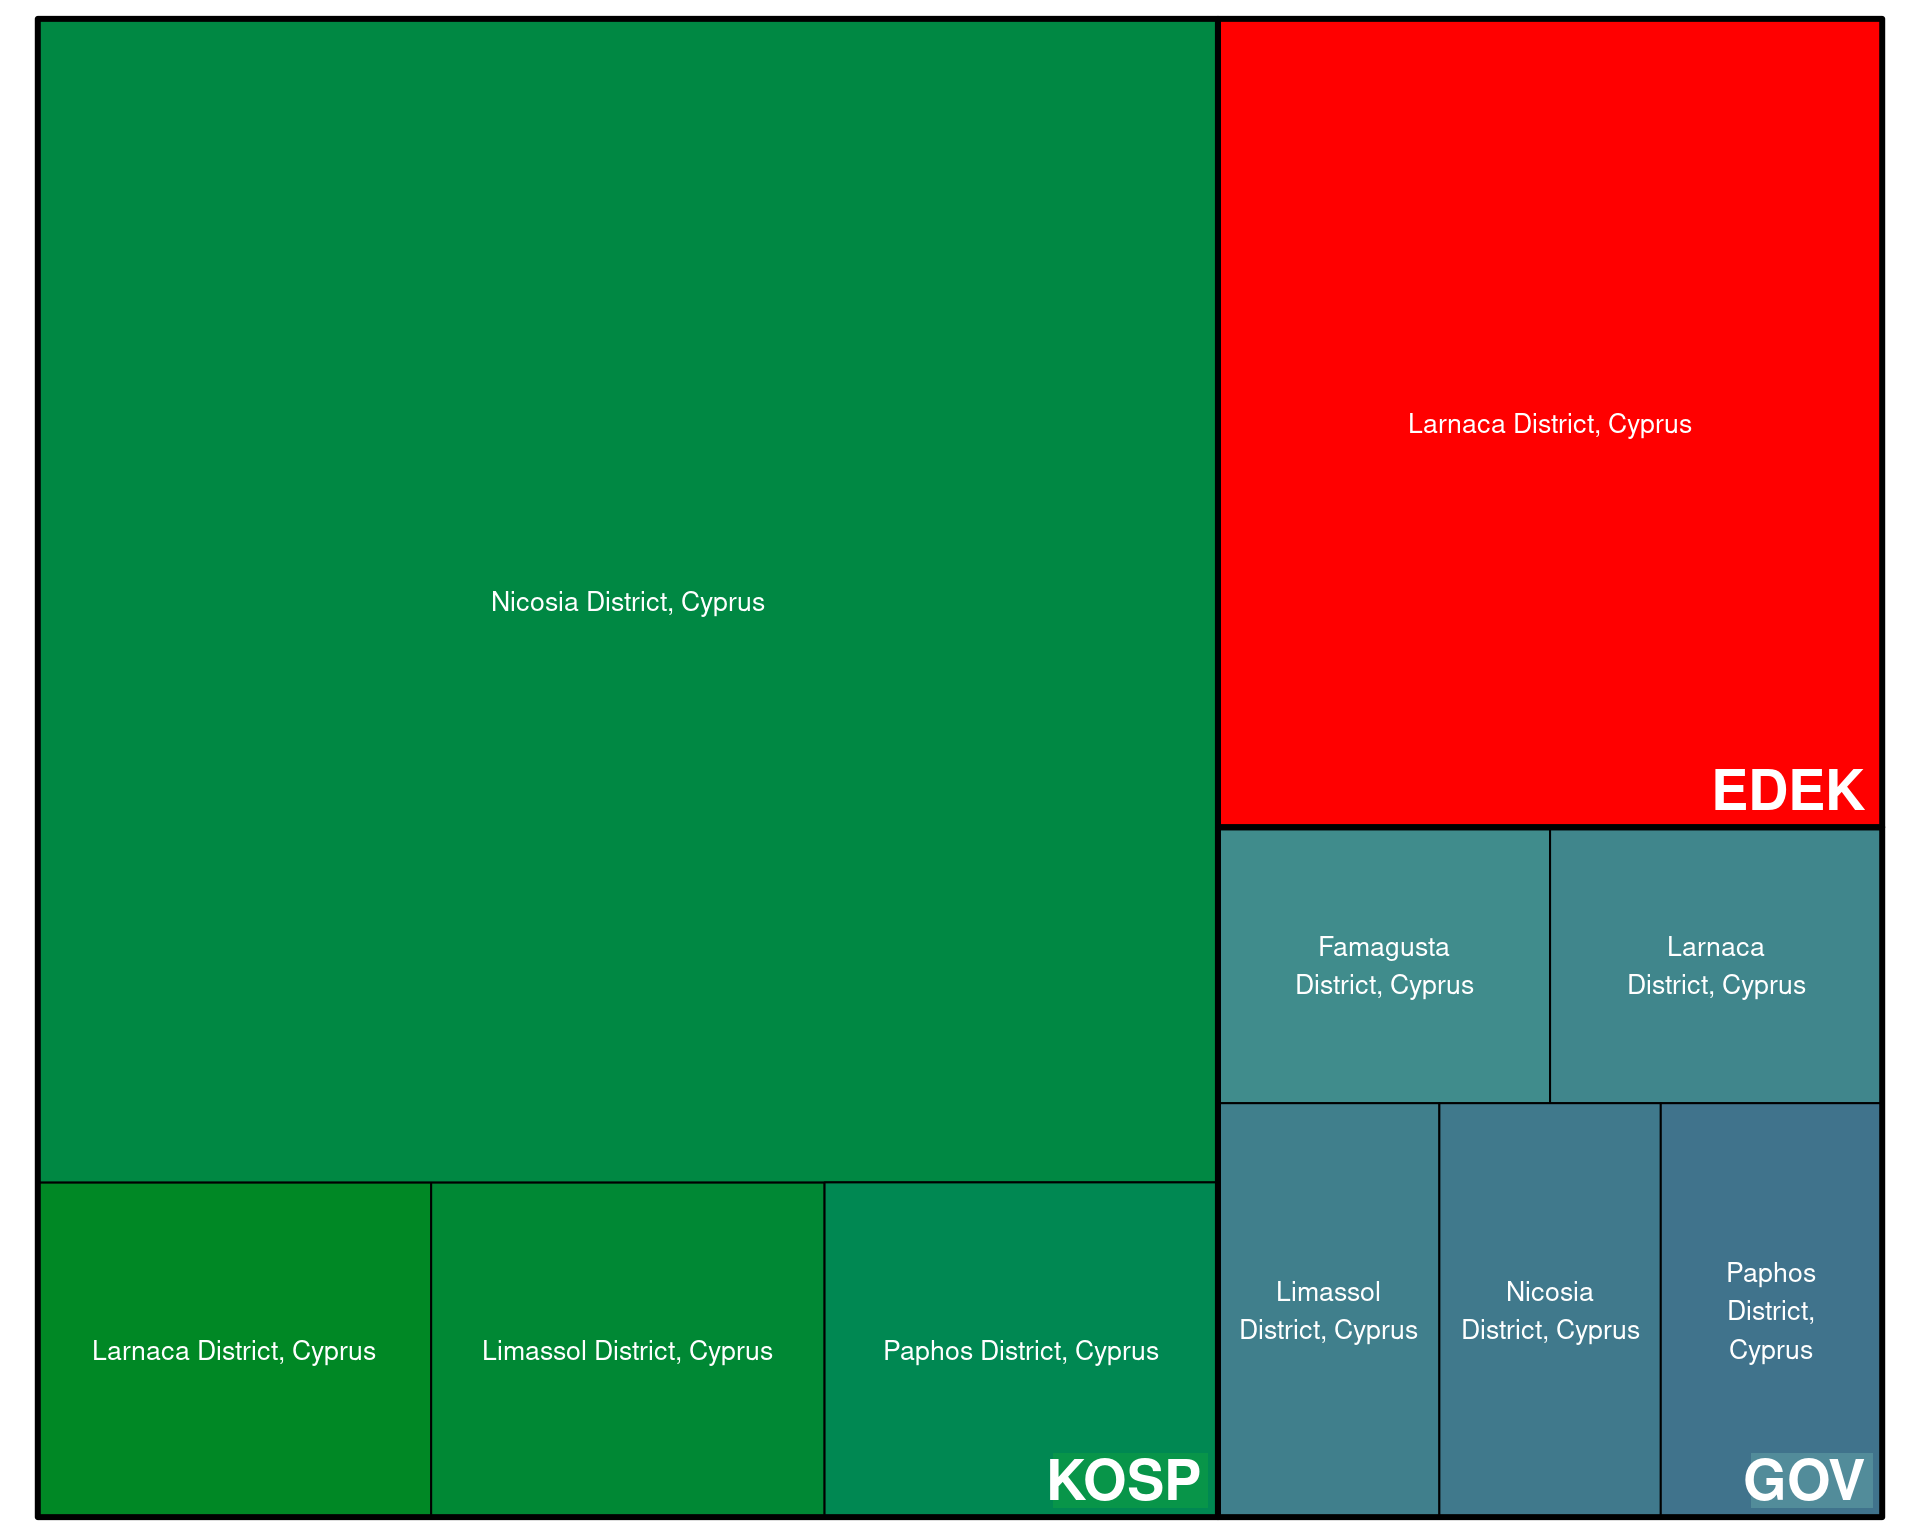 Nicosia District, Cyprus
Larnaca District, Cyprus
Limassol District, Cyprus
Paphos District, Cyprus
KOSP
Larnaca District, Cyprus
EDEK
Famagusta
District, Cyprus
Larnaca
District, Cyprus
Limassol
District, Cyprus
Nicosia
District, Cyprus
Paphos
District,
Cyprus
GOV